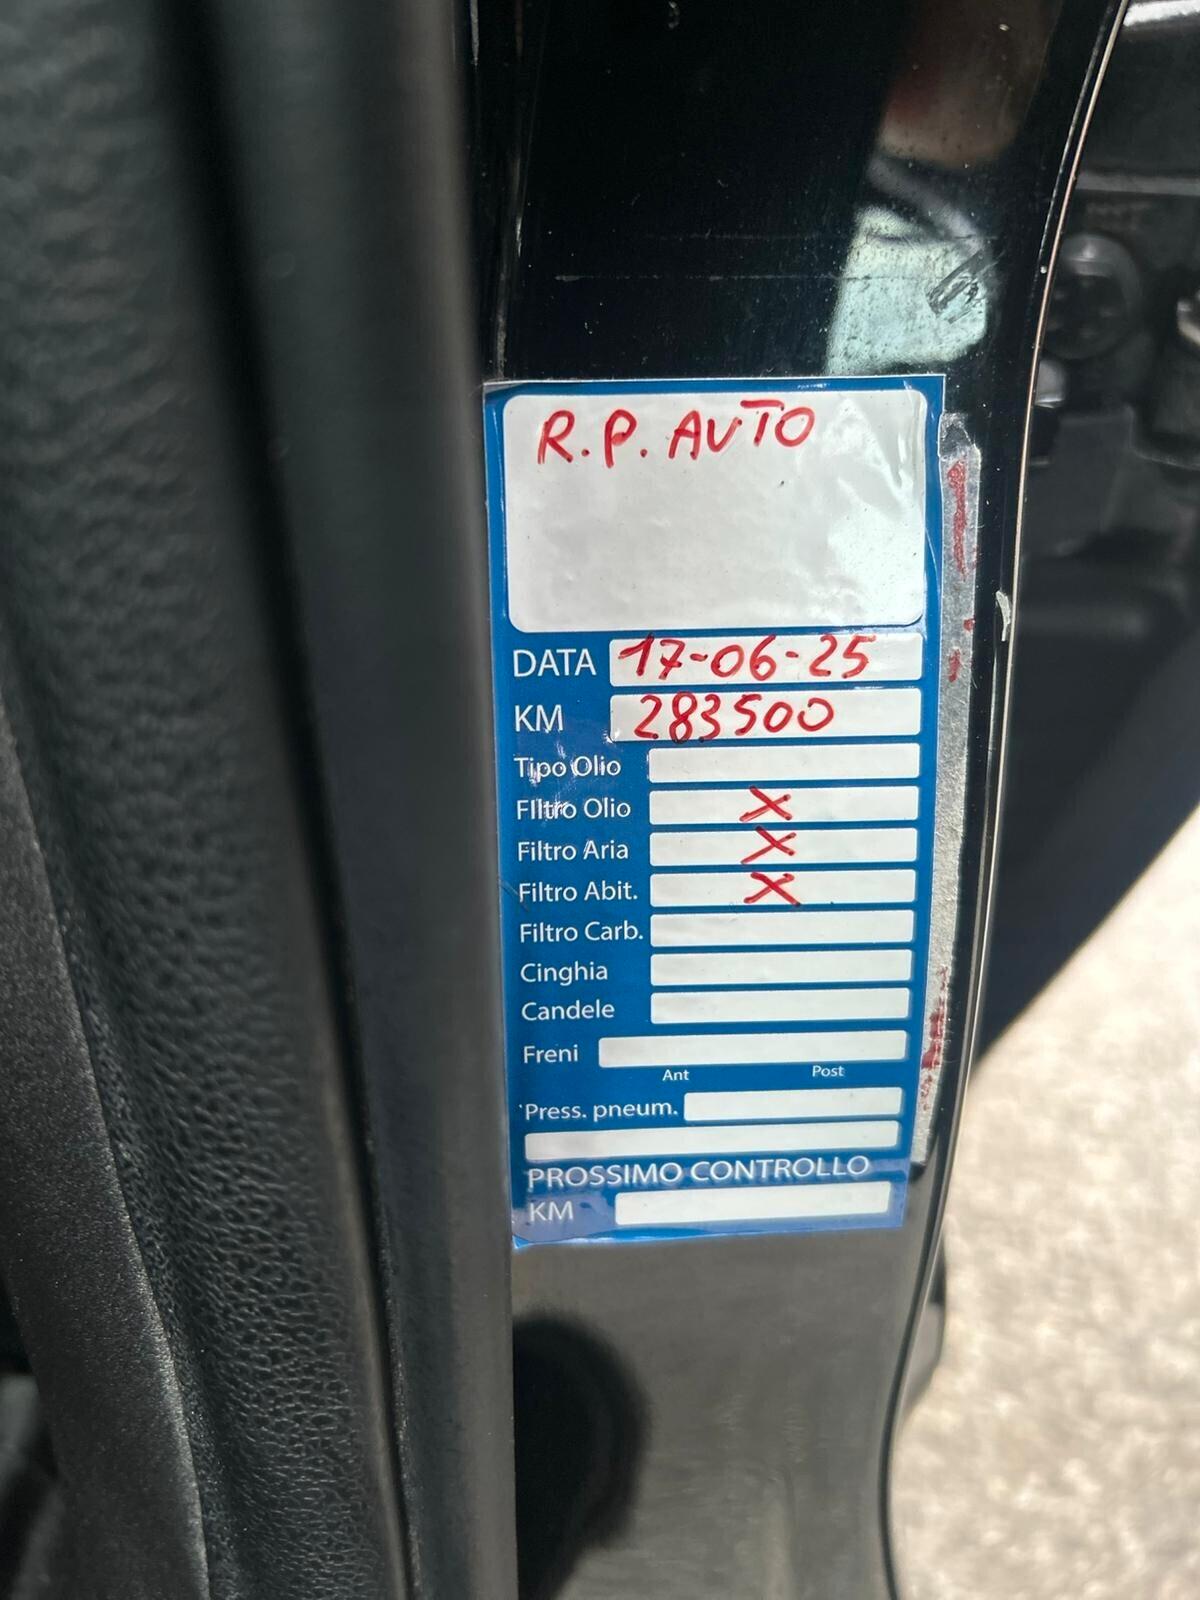 R.P. AUTO
DATA 17-06-25
KM 283500
Tipo Olio
FIltro Olio X
Filtro Aria X
Filtro Abit. X
Filtro Carb.
Cinghia
Candele
Freni
Ant Post
Press. pneum.
PROSSIMO CONTROLLO
KM